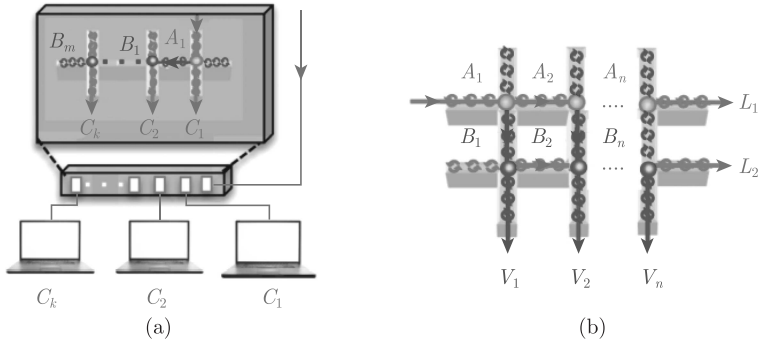 B_m B_1 A_1
C_k C_2 C_1
C_k C_2 C_1
(a)
A_1 A_2 A_n
.... L_1
B_1 B_2 B_n
.... L_2
V_1 V_2 V_n
(b)